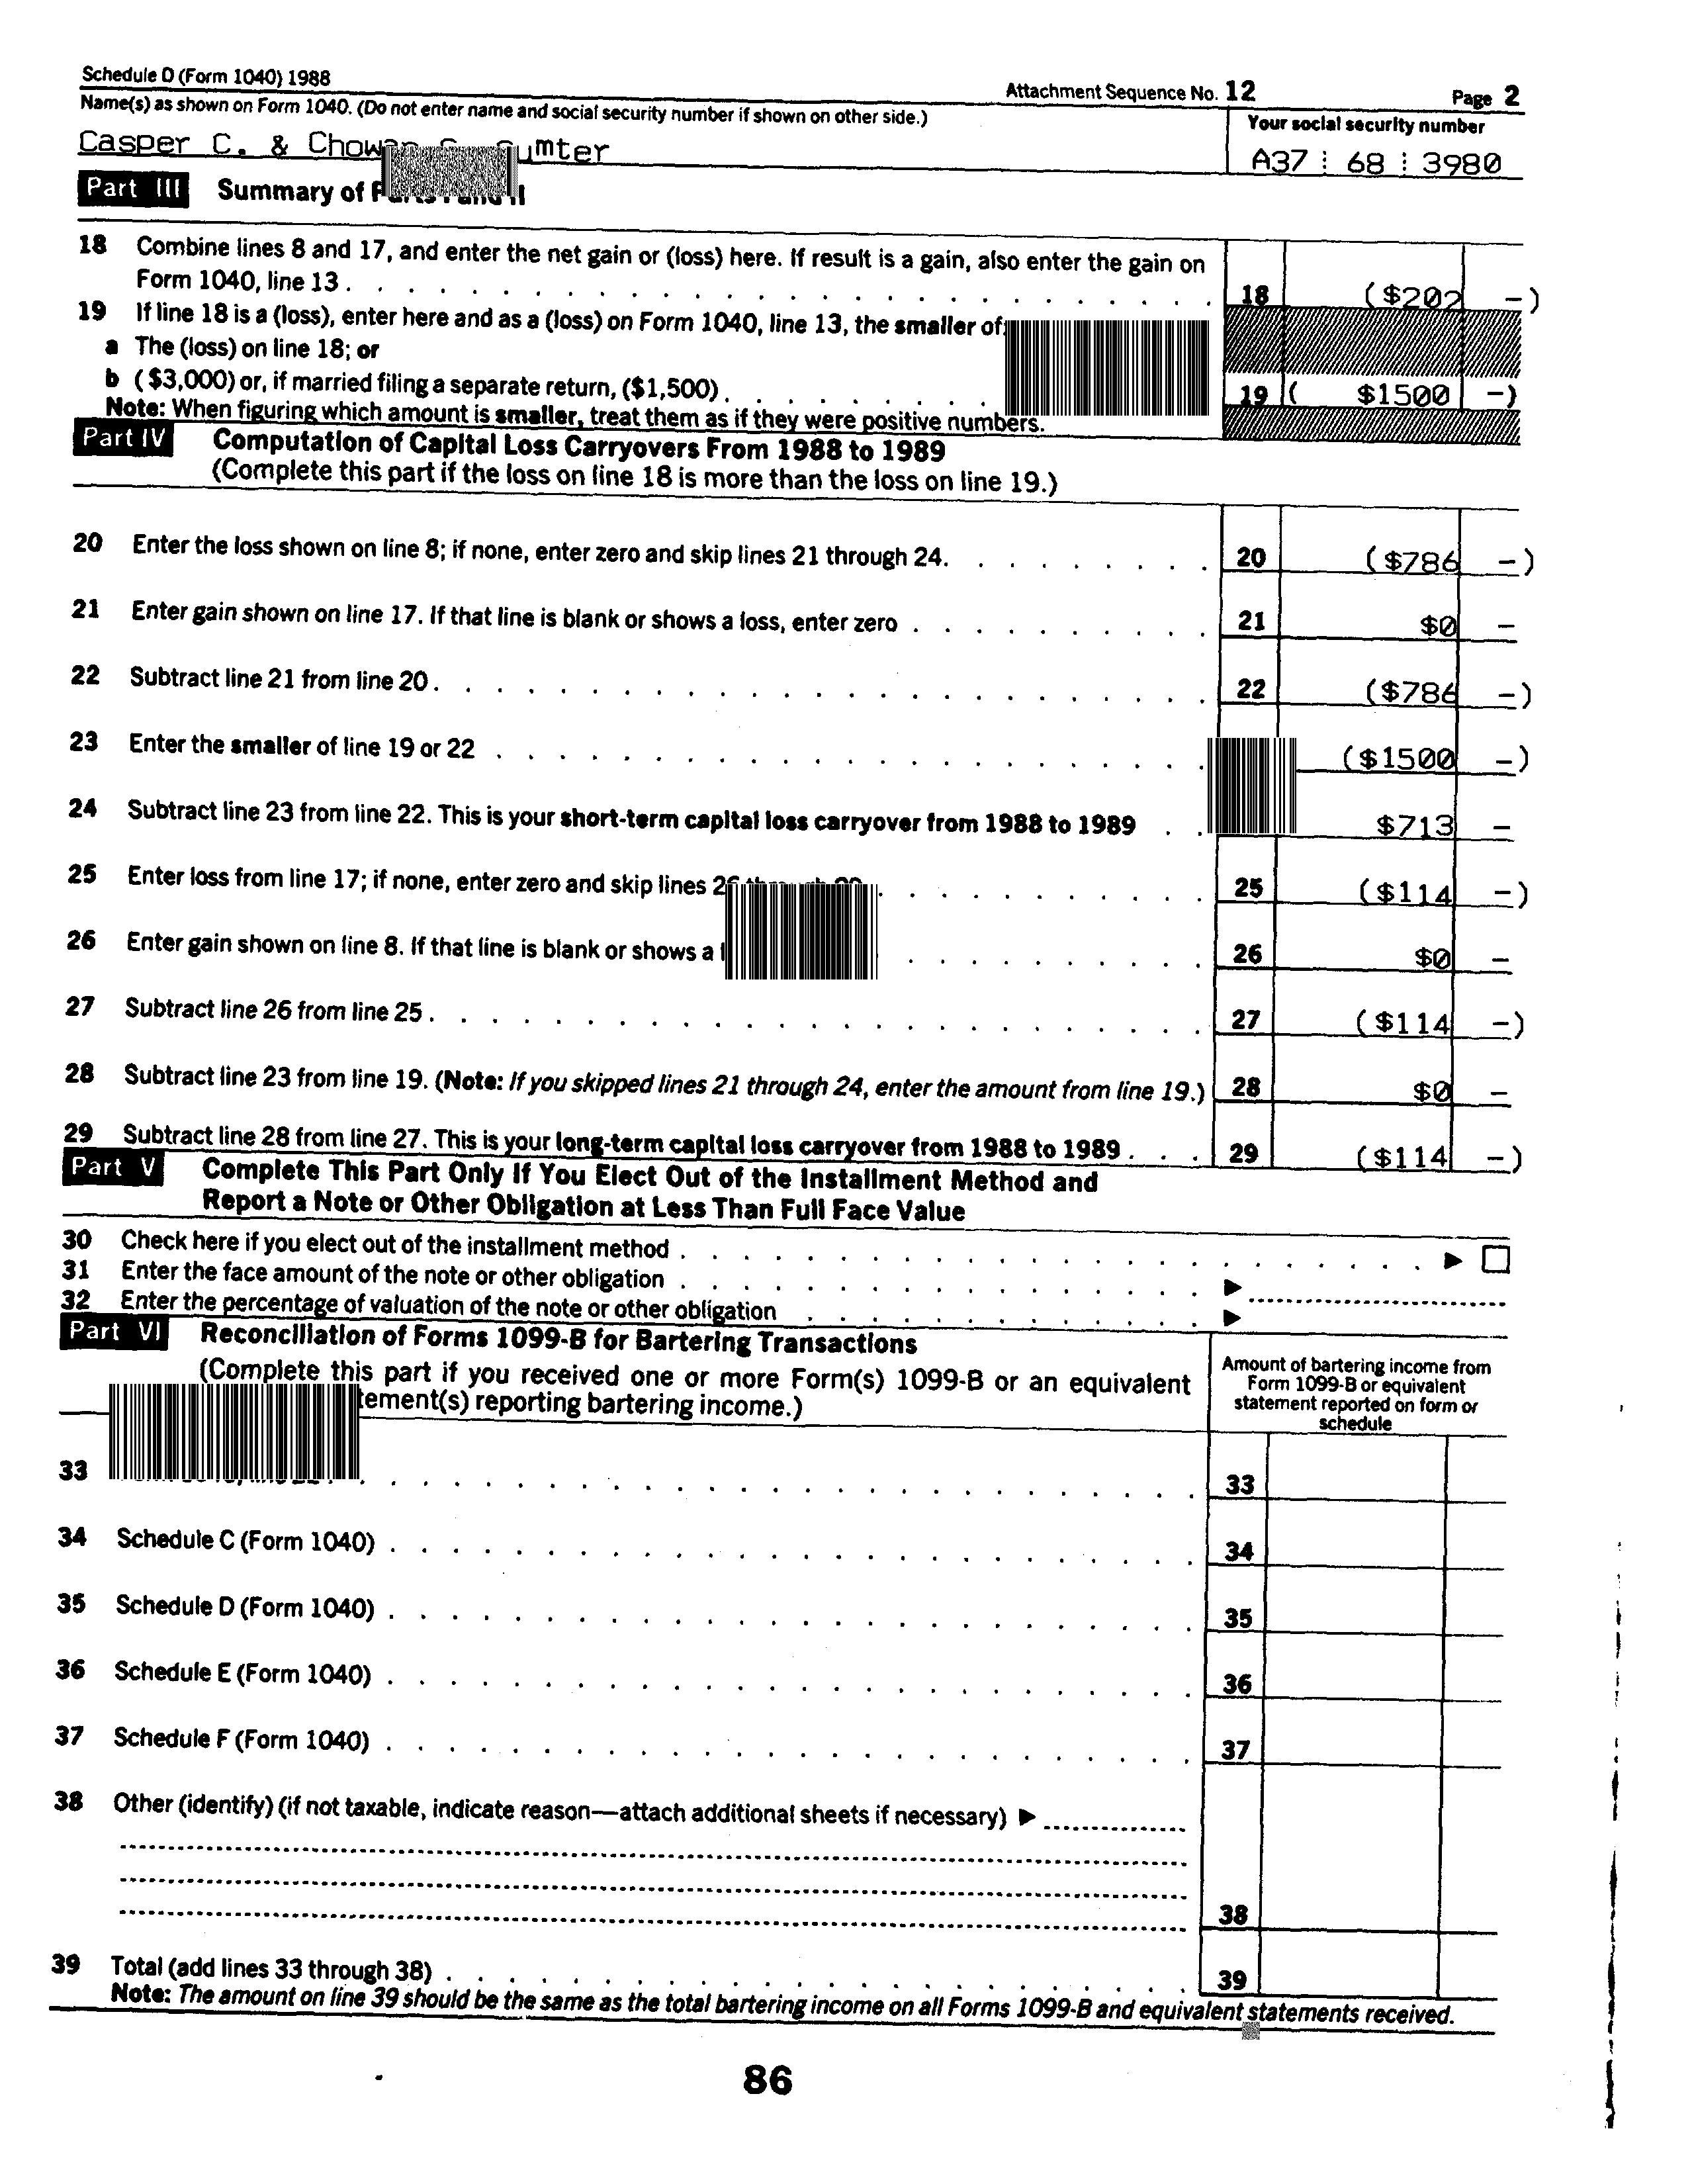 Schedule D (Form 1040) 1988 Attachment Sequence No. 12 Page 2
Name(s) as shown on Form 1040. (Do not enter name and social security number if shown on other side.) Your social security number
Casper C. & umter A37 68 3980
Part III Summary of
18 Combine lines 8 and 17, and enter the net gain or (loss) here. If result is a gain, also enter the gain on
Form 1040, line 13 . . . . 18 ($202 –)
19 If line 18 is a (loss), enter here and as a (loss) on Form 1040, line 13, the smaller of:
a The (loss) on line 18; or
b ($3,000) or, if married filing a separate return, ($1,500) . . . . 19 ( $1500 –)
Note: When figuring which amount is smaller, treat them as if they were positive numbers.
Part IV Computation of Capital Loss Carryovers From 1988 to 1989
(Complete this part if the loss on line 18 is more than the loss on line 19.)
20 Enter the loss shown on line 8; if none, enter zero and skip lines 21 through 24. . . . . 20 ($786 –)
21 Enter gain shown on line 17. If that line is blank or shows a loss, enter zero . . . . 21 $0 –
22 Subtract line 21 from line 20 . . . . 22 ($786 –)
23 Enter the smaller of line 19 or 22 . . . . ($1500 –)
24 Subtract line 23 from line 22. This is your short-term capital loss carryover from 1988 to 1989 . . $713 –
25 Enter loss from line 17; if none, enter zero and skip lines . . . . 25 ($114 –)
26 Enter gain shown on line 8. If that line is blank or shows a . . . . 26 $0 –
27 Subtract line 26 from line 25 . . . . 27 ($114 –)
28 Subtract line 23 from line 19. (Note: If you skipped lines 21 through 24, enter the amount from line 19.) 28 $0 –
29 Subtract line 28 from line 27. This is your long-term capital loss carryover from 1988 to 1989 . . . 29 ($114 –)
Part V Complete This Part Only If You Elect Out of the Installment Method and
Report a Note or Other Obligation at Less Than Full Face Value
30 Check here if you elect out of the installment method . . . . ► ☐
31 Enter the face amount of the note or other obligation . . . . ►
32 Enter the percentage of valuation of the note or other obligation . . . . ►
Part VI Reconciliation of Forms 1099-B for Bartering Transactions
(Complete this part if you received one or more Form(s) 1099-B or an equivalent
tement(s) reporting bartering income.)
Amount of bartering income from
Form 1099-B or equivalent
statement reported on form or
schedule
33 . . . . 33
34 Schedule C (Form 1040) . . . . 34
35 Schedule D (Form 1040) . . . . 35
36 Schedule E (Form 1040) . . . . 36
37 Schedule F (Form 1040) . . . . 37
38 Other (identify) (if not taxable, indicate reason—attach additional sheets if necessary) ►
38
39 Total (add lines 33 through 38) . . . . 39
Note: The amount on line 39 should be the same as the total bartering income on all Forms 1099-B and equivalent statements received.
86